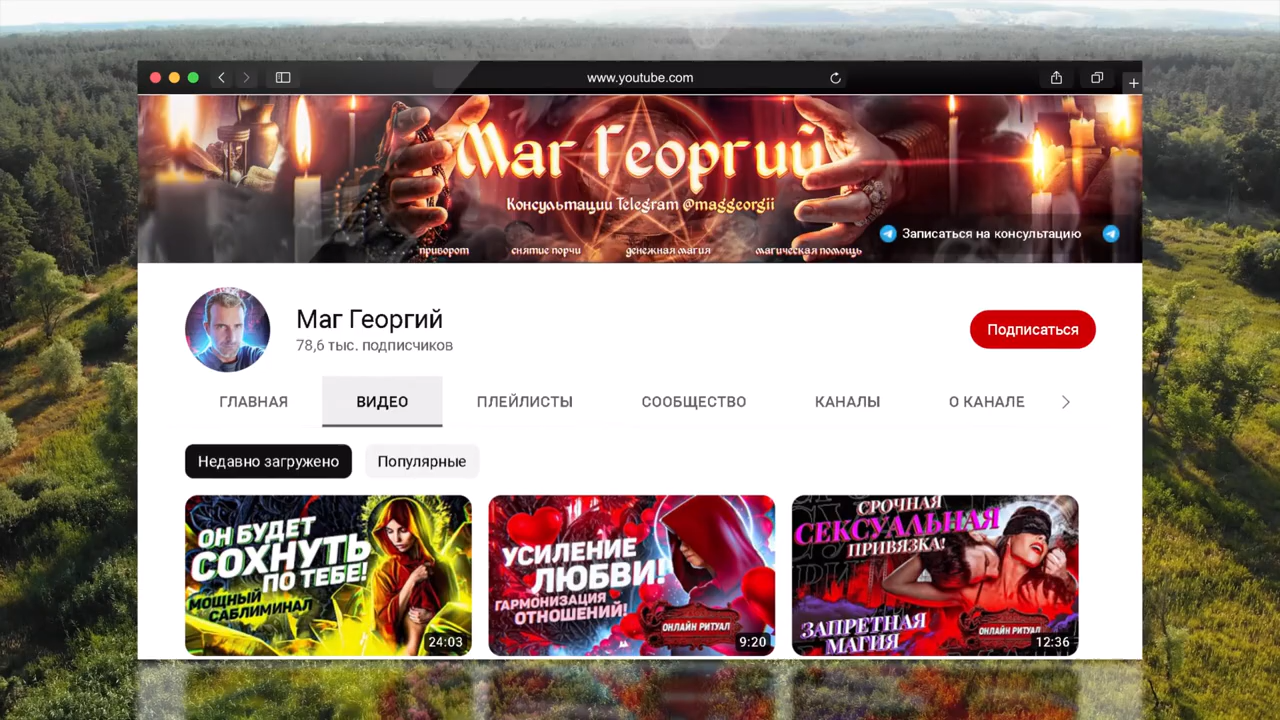 www.youtube.com
Маг Георгий
Консультации Telegram @maggeorgii
Записаться на консультацию
приворот
снятие порчи
денежная магия
магическая помощь
Маг Георгий
78,6 тыс. подписчиков
Подписаться
ГЛАВНАЯ
ВИДЕО
ПЛЕЙЛИСТЫ
СООБЩЕСТВО
КАНАЛЫ
О КАНАЛЕ
Недавно загружено
Популярные
ОН БУДЕТ
СОХНУТЬ
ПО ТЕБЕ!
МОЩНЫЙ
САБЛИМИНАЛ
24:03
УСИЛЕНИЕ
ЛЮБВИ!
ГАРМОНИЗАЦИЯ
ОТНОШЕНИЙ!
ОНЛАЙН РИТУАЛ
9:20
СРОЧНАЯ
СЕКСУАЛЬНАЯ
ПРИВЯЗКА!
ЗАПРЕТНАЯ
МАГИЯ
ОНЛАЙН РИТУАЛ
12:36